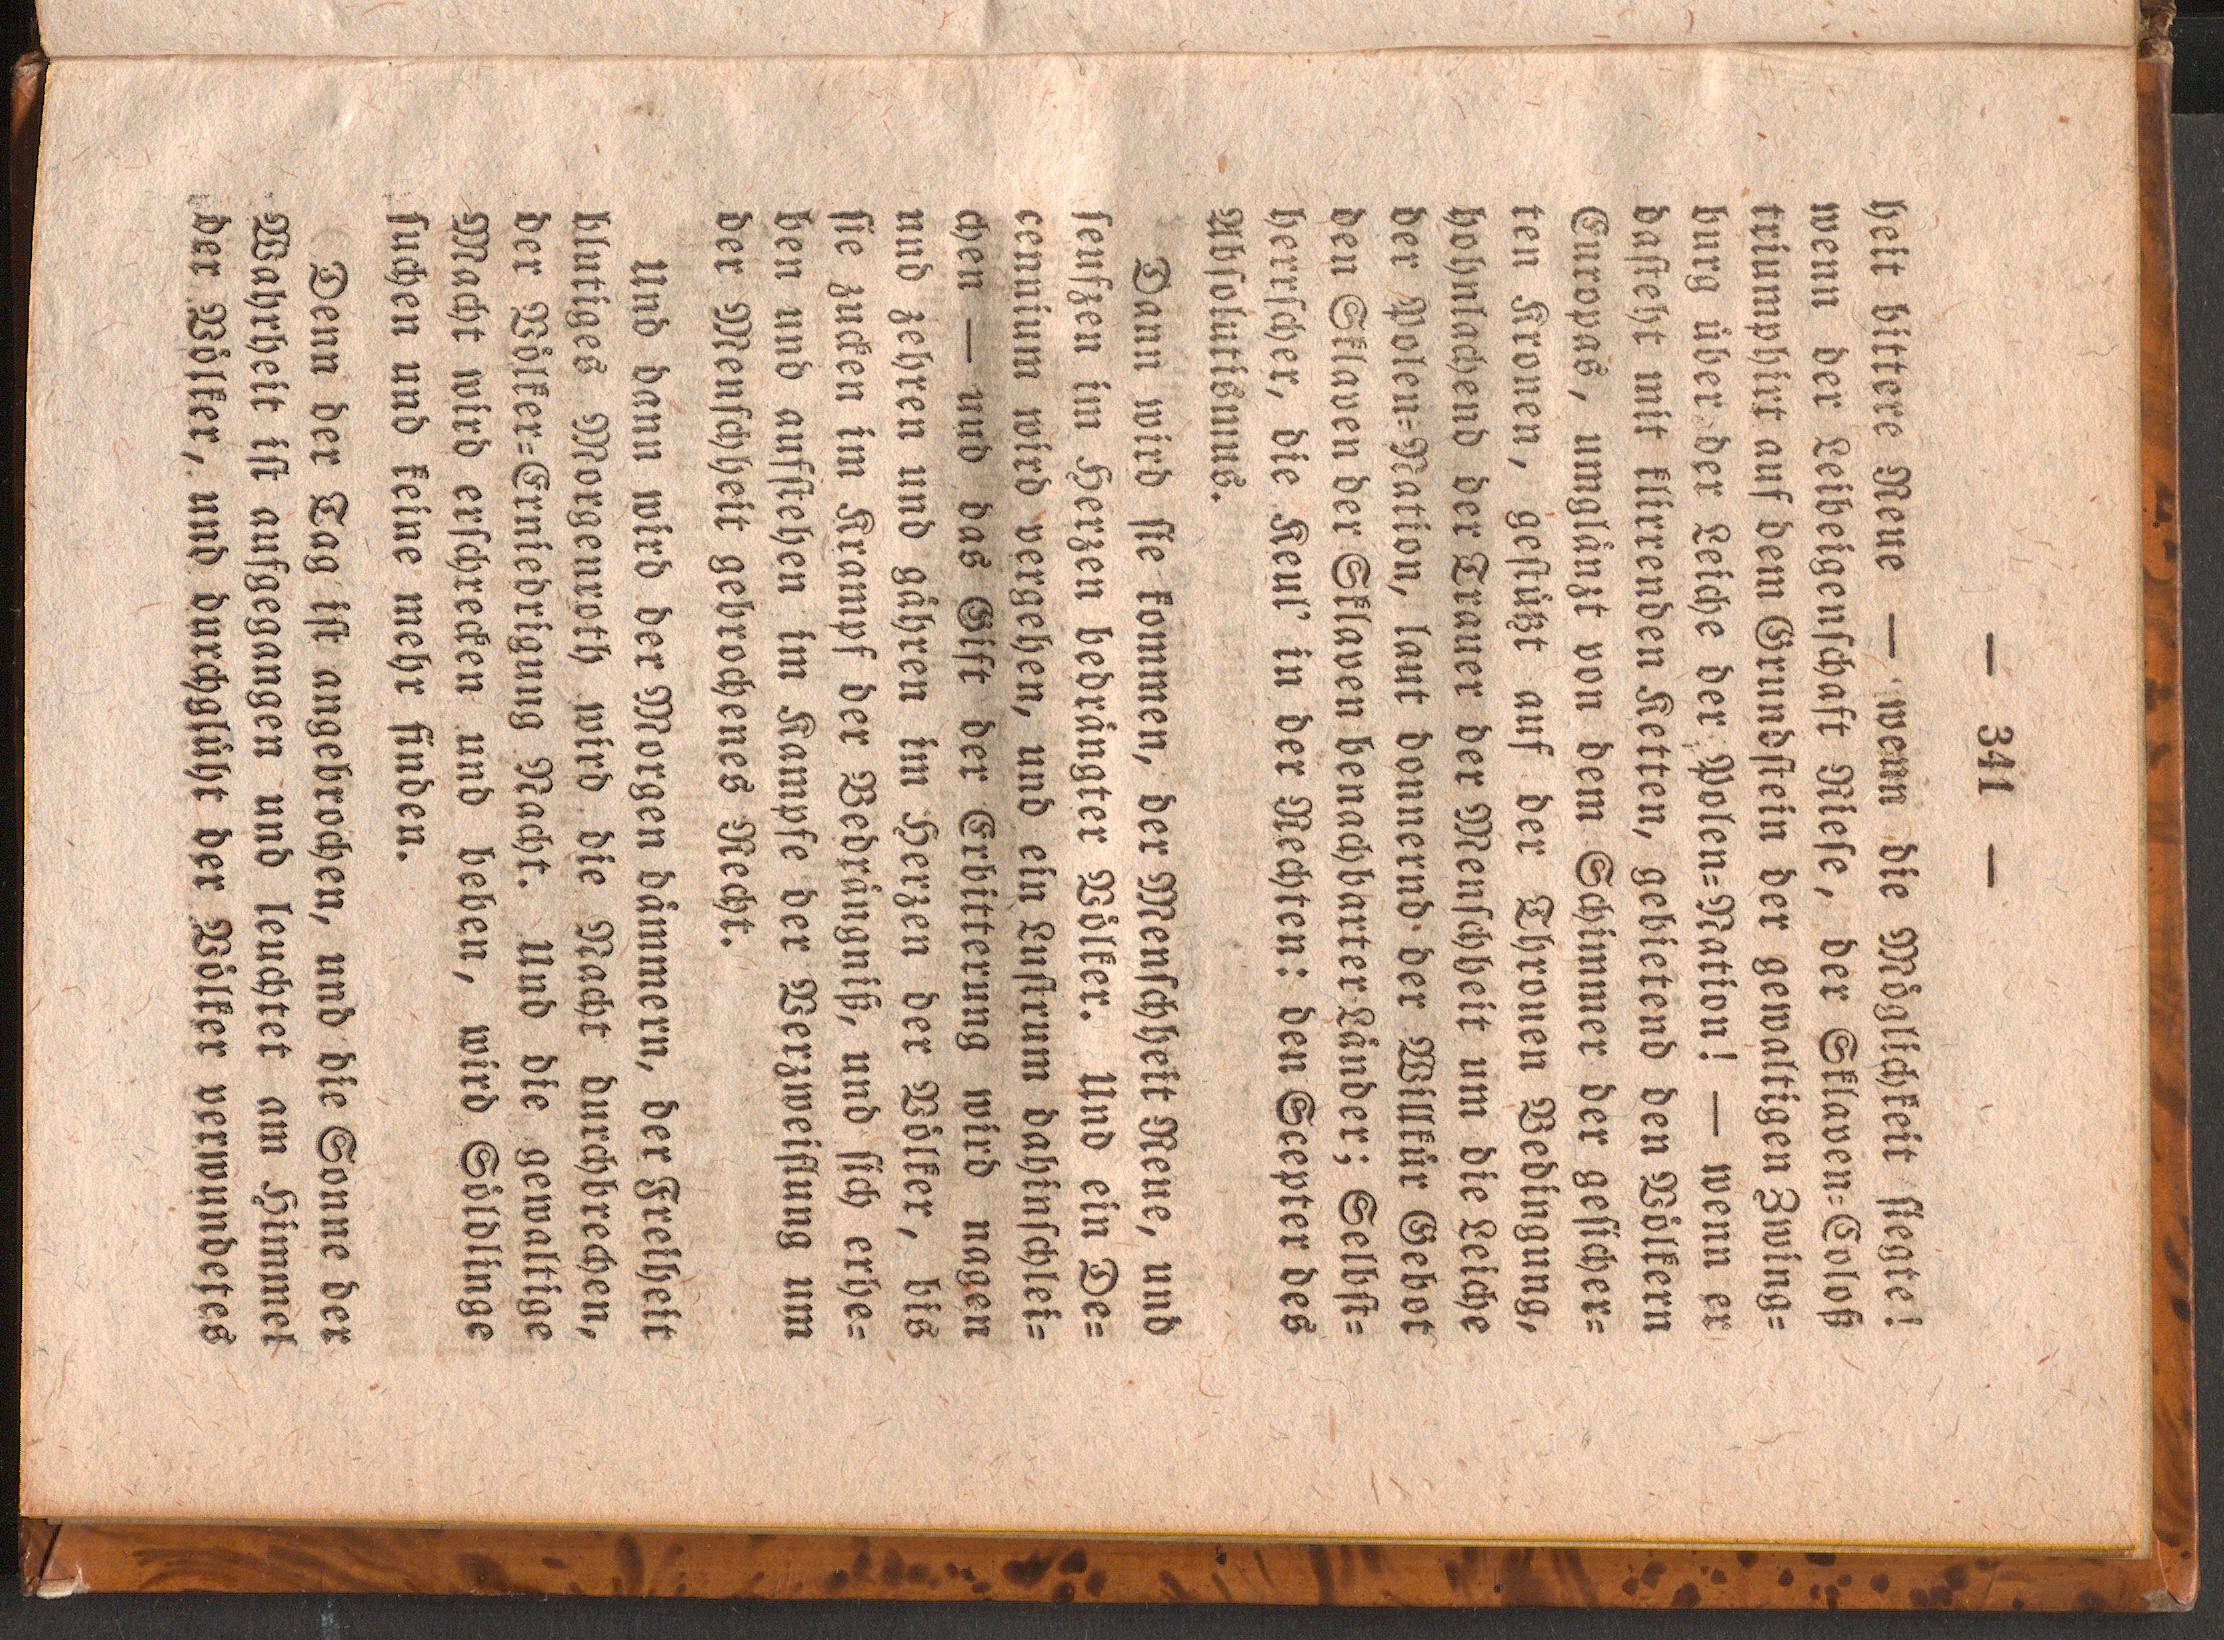 — 341 —
heit bittere Reue — wenn die Möglichkeit siegte!
wenn der Leibeigenschaft Riese, der Sklaven=Coloß
triumphirt auf dem Grundstein der gewaltigen Zwing=
burg über der Leiche der Polen=Nation! — wenn er
dasteht mit klirrenden Ketten, gebietend den Völkern
Europas, umglänzt von dem Schimmer der gesicher=
ten Kronen, gestützt auf der Thronen Bedingung,
hohnlachend der Trauer der Menschheit um die Leiche
der Polen=Nation, laut donnernd der Willkür Gebot
den Sklaven der Sklaven benachbarter Länder; Selbst=
herrscher, die Keul' in der Rechten: den Scepter des
Absolutismus.
Dann wird sie kommen, der Menschheit Reue, und
seufzen im Herzen bedrängter Völker. Und ein De=
cennium wird vergehen, und ein Lustrum dahinschlei=
chen — und das Gift der Erbitterung wird nagen
und zehren und gähren im Herzen der Völker, bis
sie zucken im Krampf der Bedrängniß, und sich erhe=
ben und aufstehen im Kampfe der Verzweiflung um
der Menschheit gebrochenes Recht.
Und dann wird der Morgen dämmern, der Freiheit
blutiges Morgenroth wird die Nacht durchbrechen,
der Völker=Erniedrigung Nacht. Und die gewaltige
Macht wird erschrecken und beben, wird Söldlinge
suchen und keine mehr finden.
Denn der Tag ist angebrochen, und die Sonne der
Wahrheit ist aufgegangen und leuchtet am Himmel
der Völker, und durchglüht der Völker verwundetes